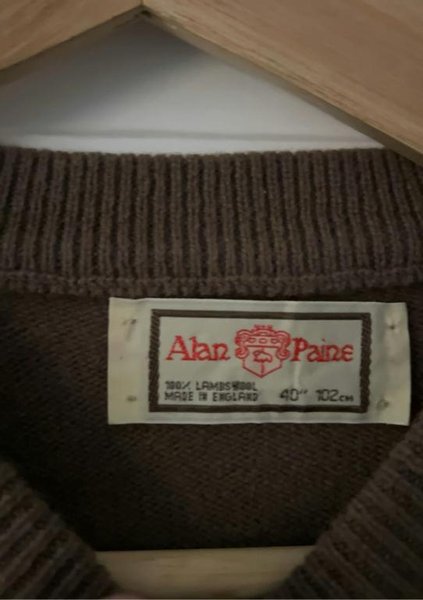 Alan Paine
100% LAMBSWOOL
MADE IN ENGLAND 40" 102CM